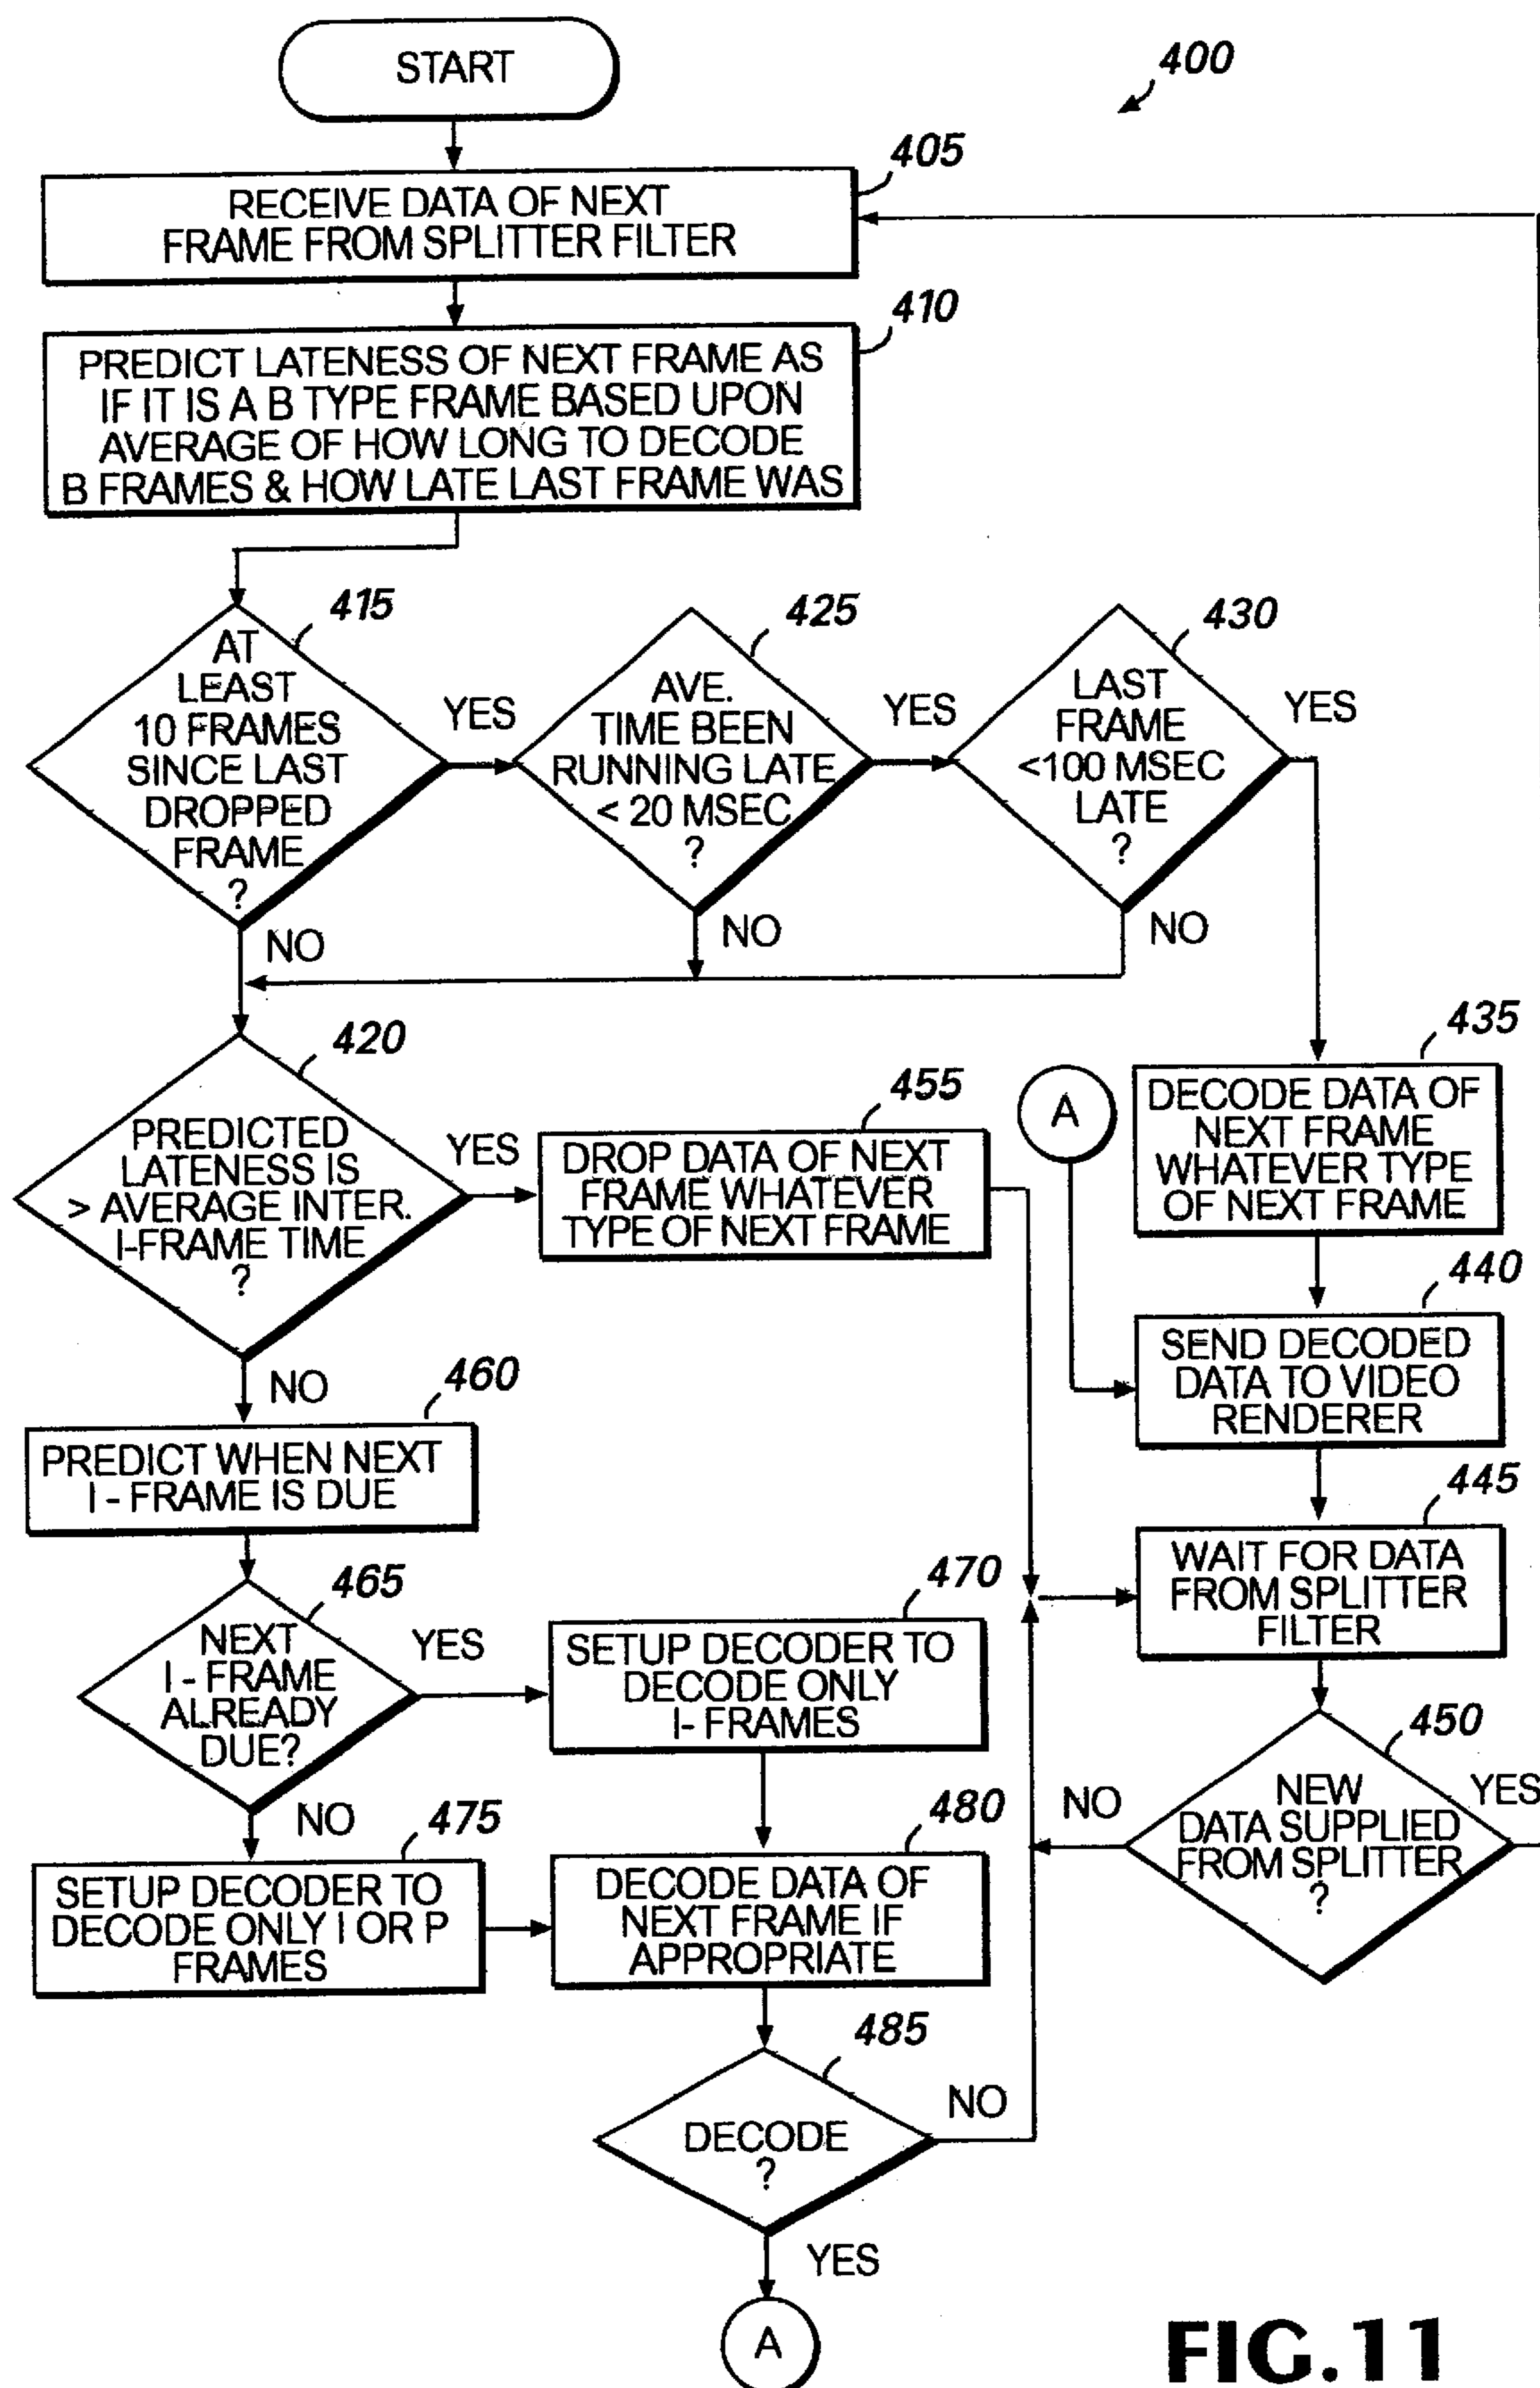 START
400
405
RECEIVE DATA OF NEXT
FRAME FROM SPLITTER FILTER
410
PREDICT LATENESS OF NEXT FRAME AS
IF IT IS A B TYPE FRAME BASED UPON
AVERAGE OF HOW LONG TO DECODE
B FRAMES & HOW LATE LAST FRAME WAS
415
AT
LEAST
10 FRAMES
SINCE LAST
DROPPED
FRAME
?
YES
NO
425
AVE.
TIME BEEN
RUNNING LATE
< 20 MSEC
?
YES
NO
430
LAST
FRAME
<100 MSEC
LATE
?
YES
NO
420
PREDICTED
LATENESS IS
> AVERAGE INTER.
I-FRAME TIME
?
YES
NO
455
DROP DATA OF NEXT
FRAME WHATEVER
TYPE OF NEXT FRAME
A
435
DECODE DATA OF
NEXT FRAME
WHATEVER TYPE
OF NEXT FRAME
440
SEND DECODED
DATA TO VIDEO
RENDERER
460
PREDICT WHEN NEXT
I - FRAME IS DUE
445
WAIT FOR DATA
FROM SPLITTER
FILTER
465
NEXT
I - FRAME
ALREADY
DUE?
YES
NO
470
SETUP DECODER TO
DECODE ONLY
I- FRAMES
450
NEW
DATA SUPPLIED
FROM SPLITTER
?
NO
YES
475
SETUP DECODER TO
DECODE ONLY I OR P
FRAMES
480
DECODE DATA OF
NEXT FRAME IF
APPROPRIATE
485
DECODE
?
NO
YES
A
FIG.11